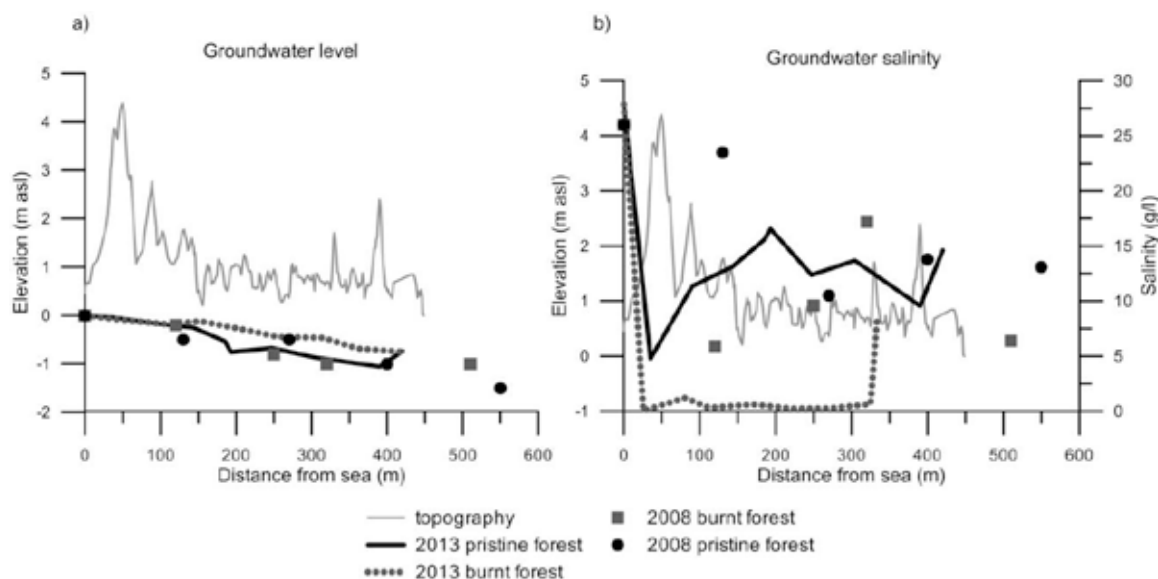 a)
Groundwater level
5
4
3
2
1
0
-1
-2
Elevation (m asl)
0 100 200 300 400 500 600
Distance from sea (m)
b)
Groundwater salinity
5
4
3
2
1
0
-1
Elevation (m asl)
30
25
20
15
10
5
0
Salinity (g/l)
0 100 200 300 400 500 600
Distance from sea (m)
topography
2013 pristine forest
2013 burnt forest
2008 burnt forest
2008 pristine forest